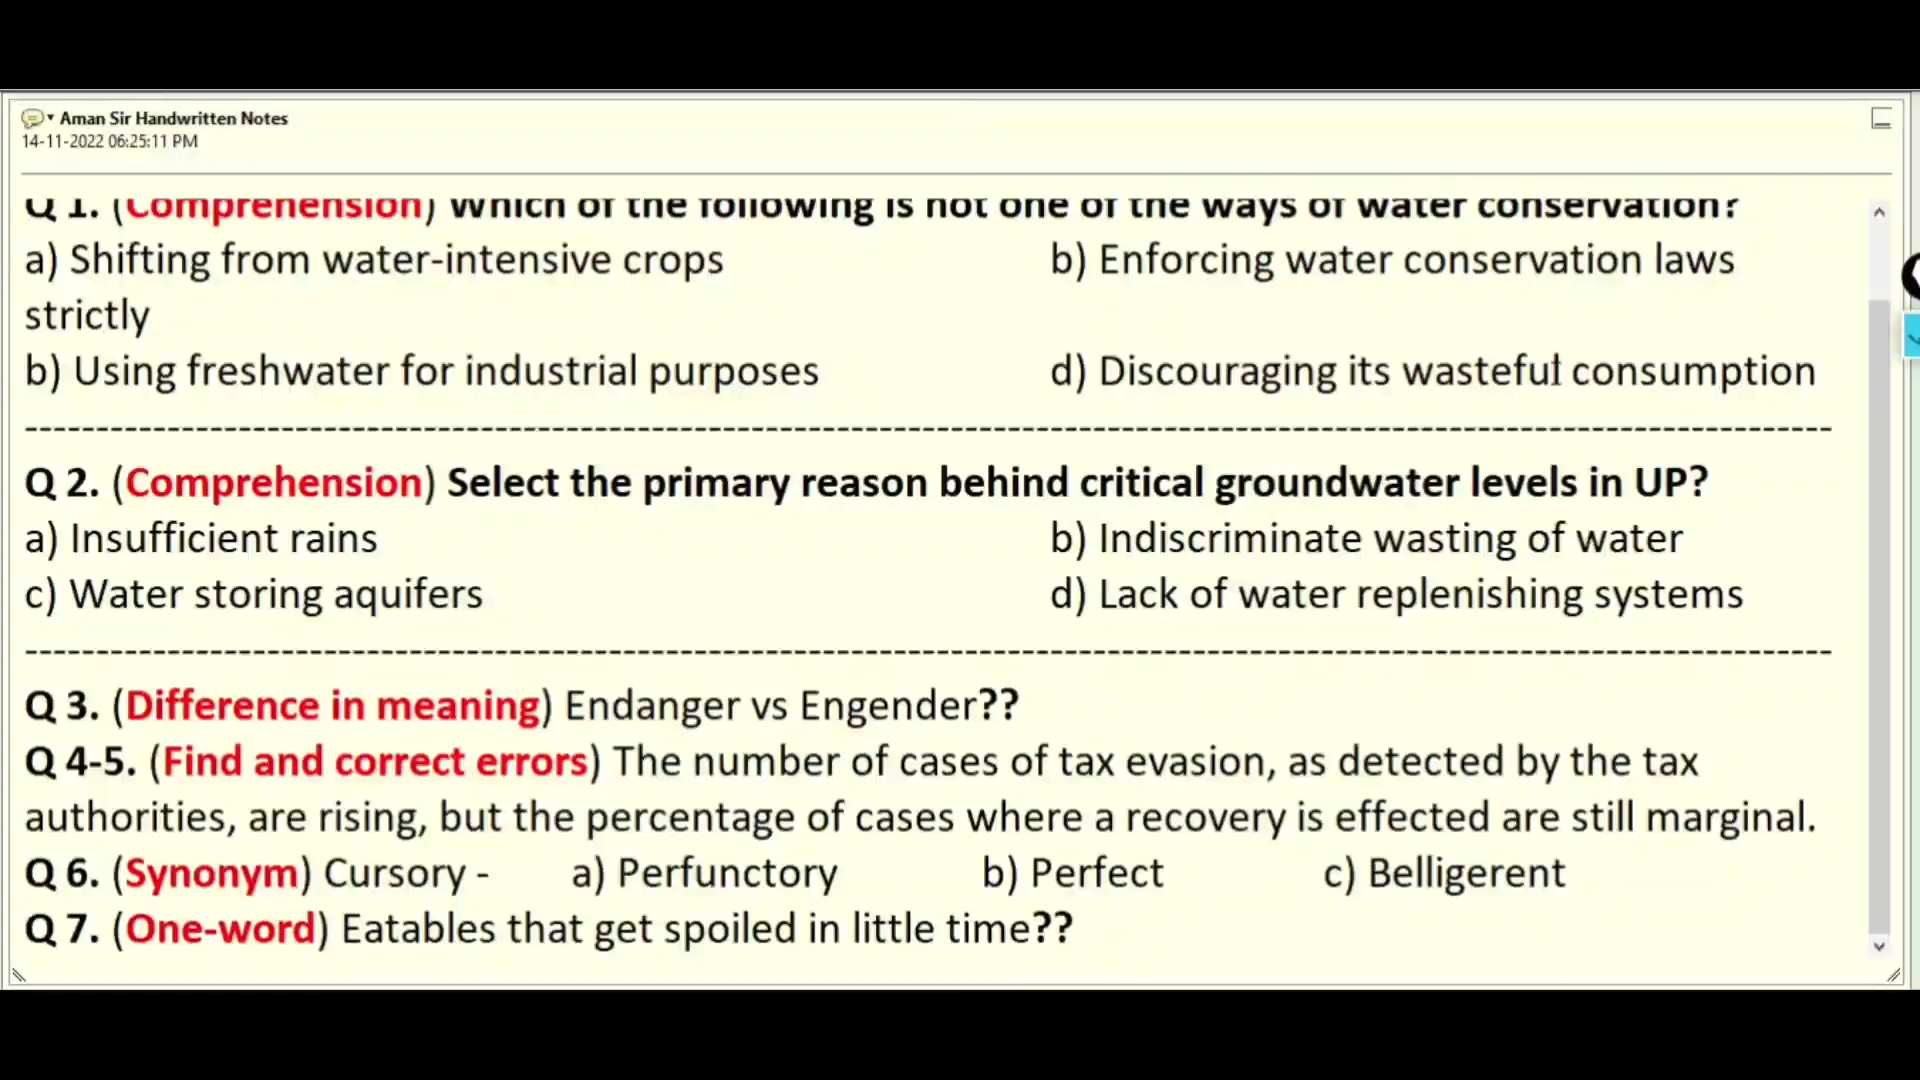 Aman Sir Handwritten Notes
14-11-2022 06:25:11 PM
Q 1. (Comprehension) Which of the following is not one of the ways of water conservation?
a) Shifting from water-intensive crops b) Enforcing water conservation laws
strictly
b) Using freshwater for industrial purposes d) Discouraging its wasteful consumption
--------------------------------------------------------------------------------------------------------------------------------
Q 2. (Comprehension) Select the primary reason behind critical groundwater levels in UP?
a) Insufficient rains b) Indiscriminate wasting of water
c) Water storing aquifers d) Lack of water replenishing systems
--------------------------------------------------------------------------------------------------------------------------------
Q 3. (Difference in meaning) Endanger vs Engender??
Q 4-5. (Find and correct errors) The number of cases of tax evasion, as detected by the tax
authorities, are rising, but the percentage of cases where a recovery is effected are still marginal.
Q 6. (Synonym) Cursory - a) Perfunctory b) Perfect c) Belligerent
Q 7. (One-word) Eatables that get spoiled in little time??